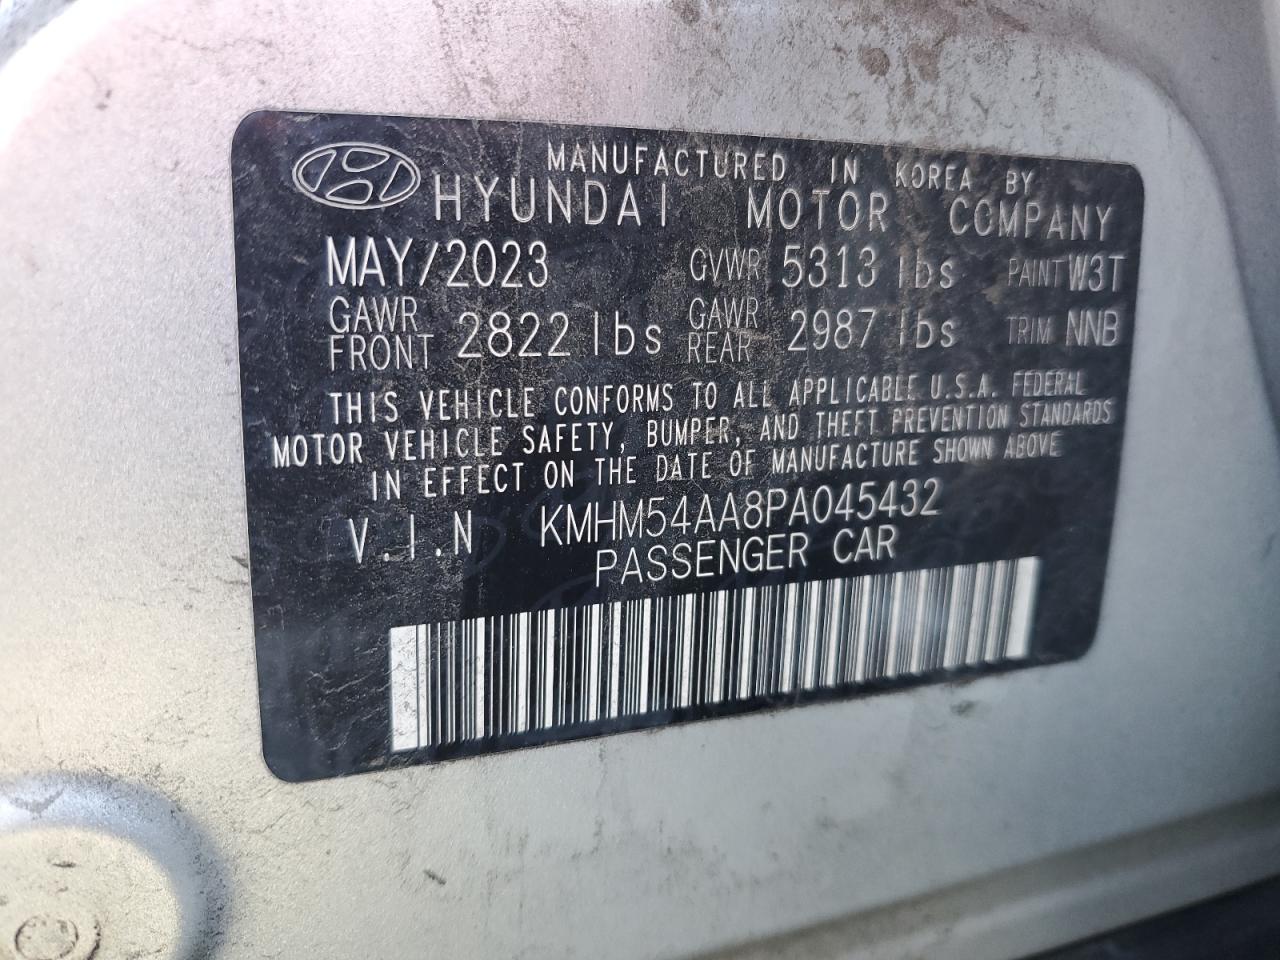 MANUFACTURED IN KOREA BY
HYUNDAI MOTOR COMPANY
MAY/2023 GVWR 5313 lbs PAINT W3T
GAWR FRONT 2822 lbs GAWR REAR 2987 lbs TRIM NNB
THIS VEHICLE CONFORMS TO ALL APPLICABLE U.S.A. FEDERAL
MOTOR VEHICLE SAFETY, BUMPER, AND THEFT PREVENTION STANDARDS
IN EFFECT ON THE DATE OF MANUFACTURE SHOWN ABOVE
V.I.N KMHM54AA8PA045432
PASSENGER CAR